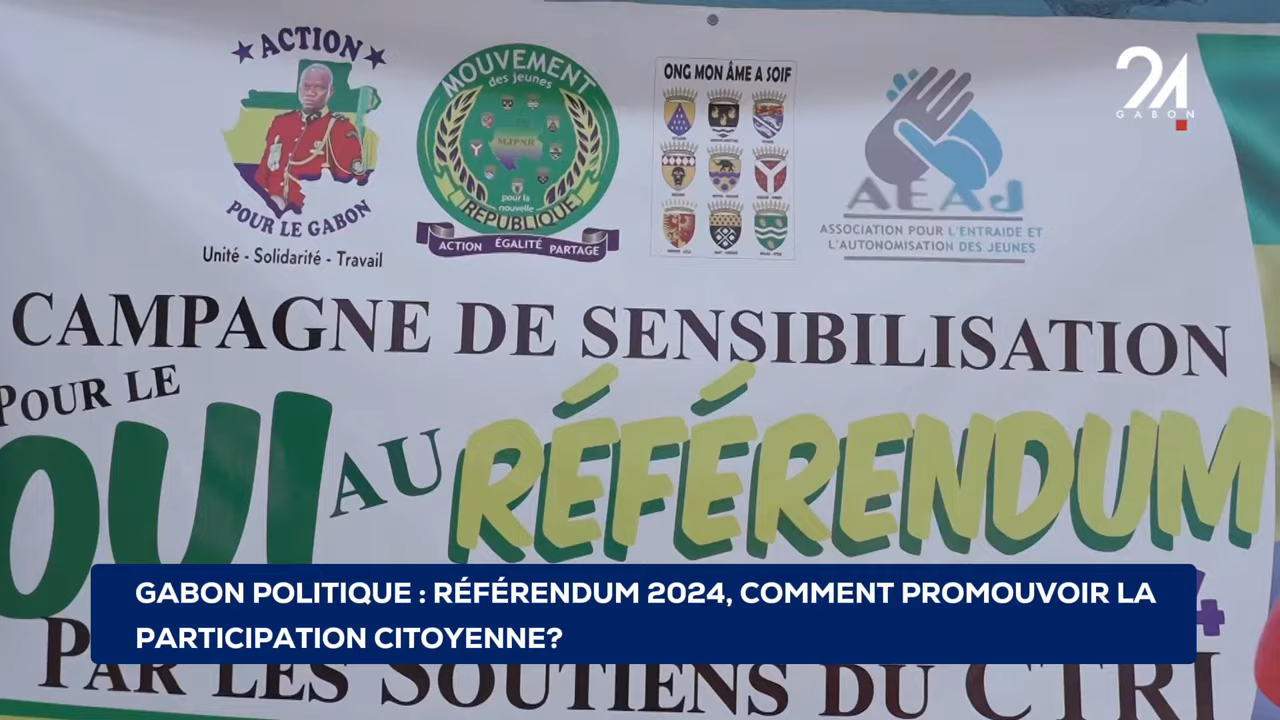 ACTION
POUR LE GABON
Unité - Solidarité - Travail
MOUVEMENT
des jeunes
MJPNR
pour la
nouvelle
RÉPUBLIQUE
ACTION ÉGALITÉ PARTAGE
ONG MON ÂME A SOIF
AEAJ
ASSOCIATION POUR L'ENTRAIDE ET
L'AUTONOMISATION DES JEUNES
24
GABON
CAMPAGNE DE SENSIBILISATION
POUR LE
OUI AU RÉFÉRENDUM
GABON POLITIQUE : RÉFÉRENDUM 2024, COMMENT PROMOUVOIR LA
PARTICIPATION CITOYENNE?
PAR LES SOUTIENS DU CTRI